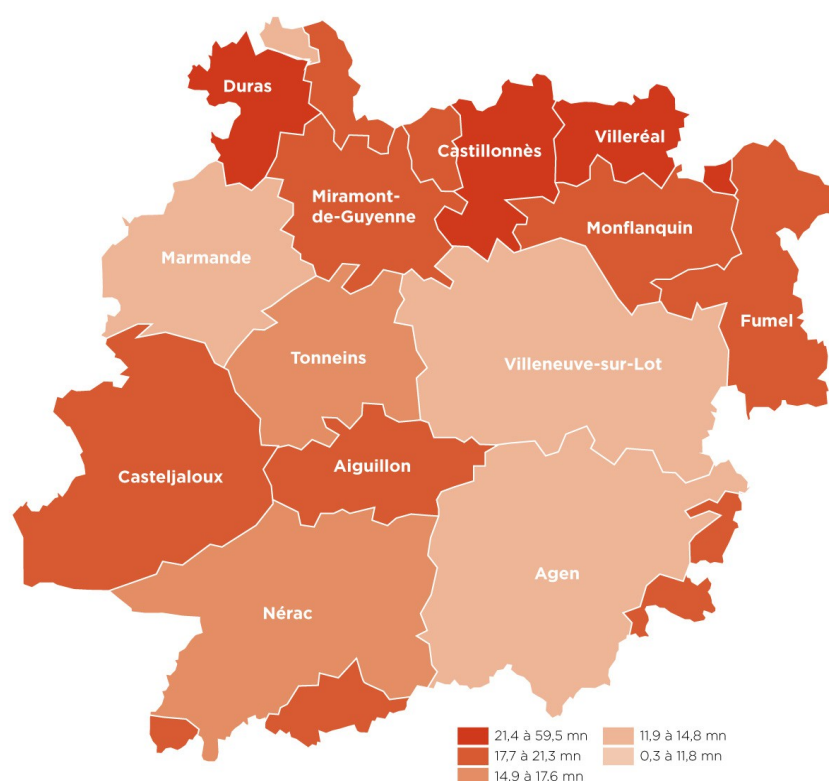 Duras
Castillonnès
Villeréal
Miramont-
de-Guyenne
Monflanquin
Marmande
Fumel
Tonneins
Villeneuve-sur-Lot
Casteljaloux
Aiguillon
Agen
Nérac
21,4 à 59,5 mn
17,7 à 21,3 mn
14,9 à 17,6 mn
11,9 à 14,8 mn
0,3 à 11,8 mn